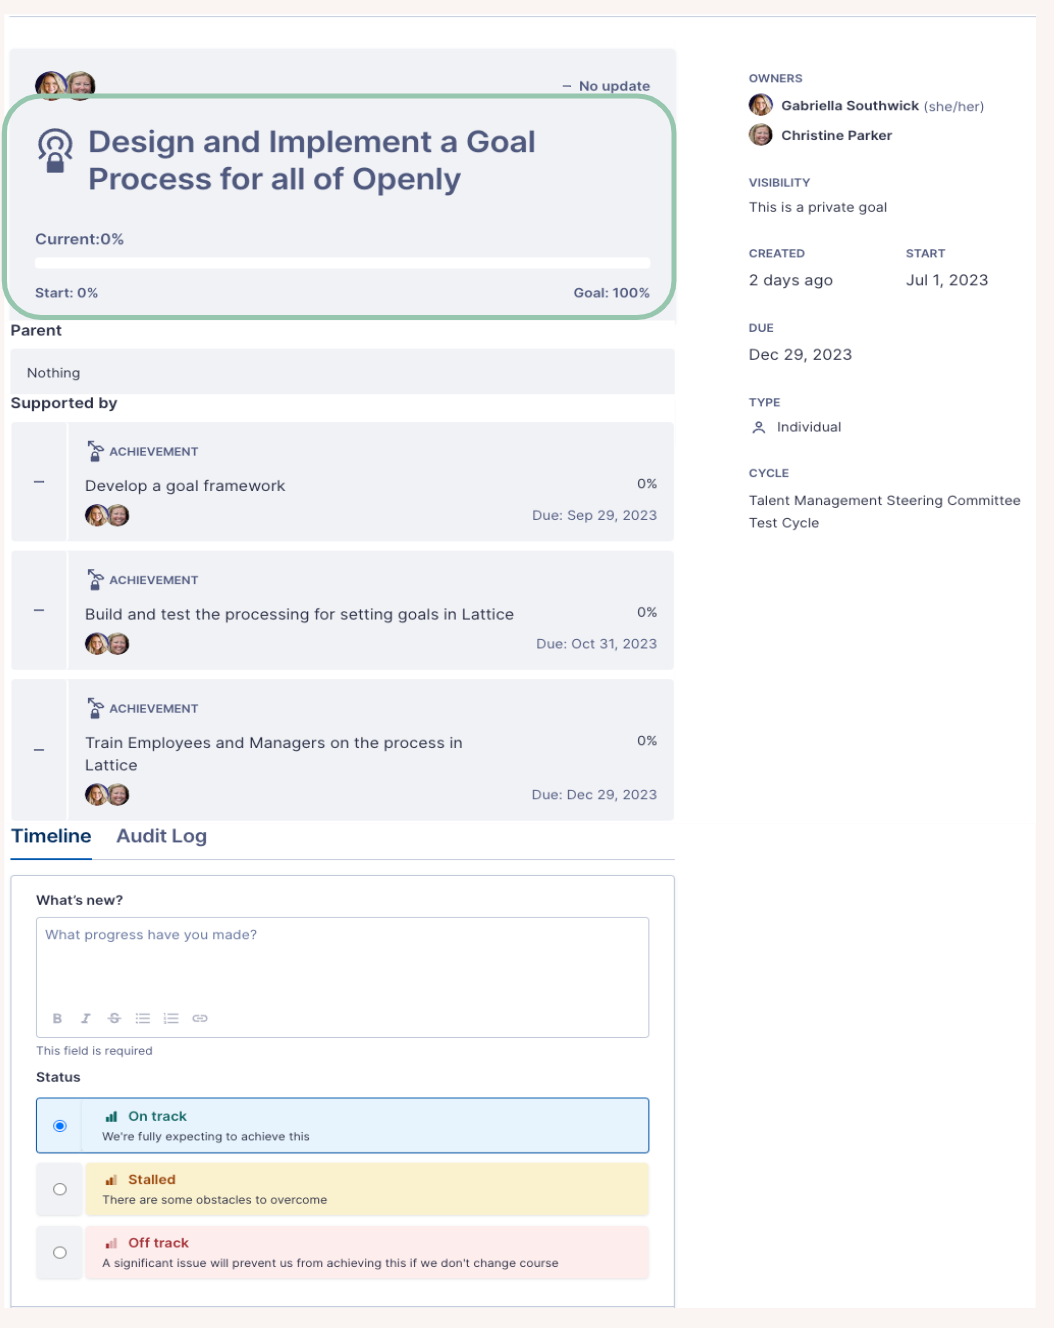 – No update
Design and Implement a Goal
Process for all of Openly
Current:0%
Start: 0%
Goal: 100%
Parent
Nothing
Supported by
ACHIEVEMENT
Develop a goal framework
0%
Due: Sep 29, 2023
ACHIEVEMENT
Build and test the processing for setting goals in Lattice
0%
Due: Oct 31, 2023
ACHIEVEMENT
Train Employees and Managers on the process in
Lattice
0%
Due: Dec 29, 2023
Timeline
Audit Log
What's new?
What progress have you made?
B I S
This field is required
Status
On track
We're fully expecting to achieve this
Stalled
There are some obstacles to overcome
Off track
A significant issue will prevent us from achieving this if we don't change course
OWNERS
Gabriella Southwick (she/her)
Christine Parker
VISIBILITY
This is a private goal
CREATED
2 days ago
START
Jul 1, 2023
DUE
Dec 29, 2023
TYPE
Individual
CYCLE
Talent Management Steering Committee
Test Cycle